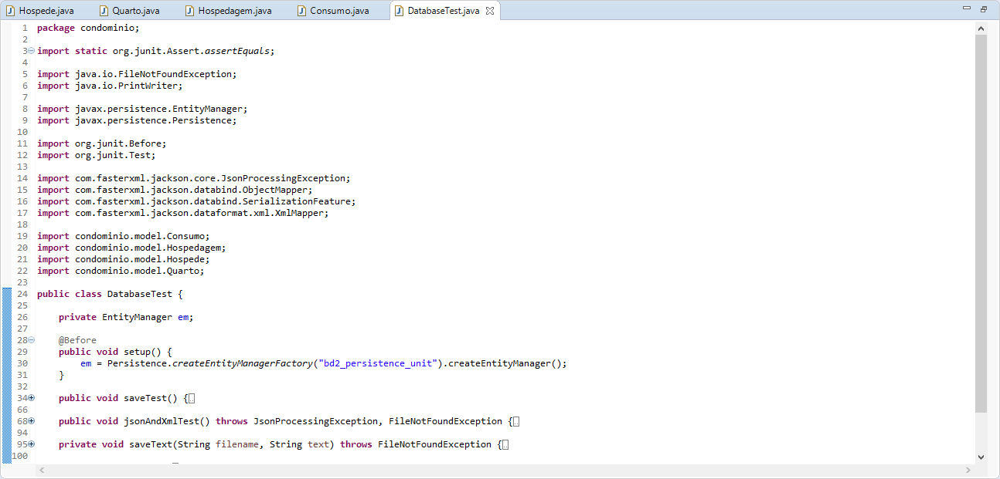 Hospede.java Quarto.java Hospedagem.java Consumo.java DatabaseTest.java
1 package condominio;
2
3 import static org.junit.Assert.assertEquals;
4
5 import java.io.FileNotFoundException;
6 import java.io.PrintWriter;
7
8 import javax.persistence.EntityManager;
9 import javax.persistence.Persistence;
10
11 import org.junit.Before;
12 import org.junit.Test;
13
14 import com.fasterxml.jackson.core.JsonProcessingException;
15 import com.fasterxml.jackson.databind.ObjectMapper;
16 import com.fasterxml.jackson.databind.SerializationFeature;
17 import com.fasterxml.jackson.dataformat.xml.XmlMapper;
18
19 import condominio.model.Consumo;
20 import condominio.model.Hospedagem;
21 import condominio.model.Hospede;
22 import condominio.model.Quarto;
23
24 public class DatabaseTest {
25
26 private EntityManager em;
27
28 @Before
29 public void setup() {
30 em = Persistence.createEntityManagerFactory("bd2_persistence_unit").createEntityManager();
31 }
32
34 public void saveTest() {
66
68 public void jsonAndXmlTest() throws JsonProcessingException, FileNotFoundException {
94
95 private void saveText(String filename, String text) throws FileNotFoundException {
100